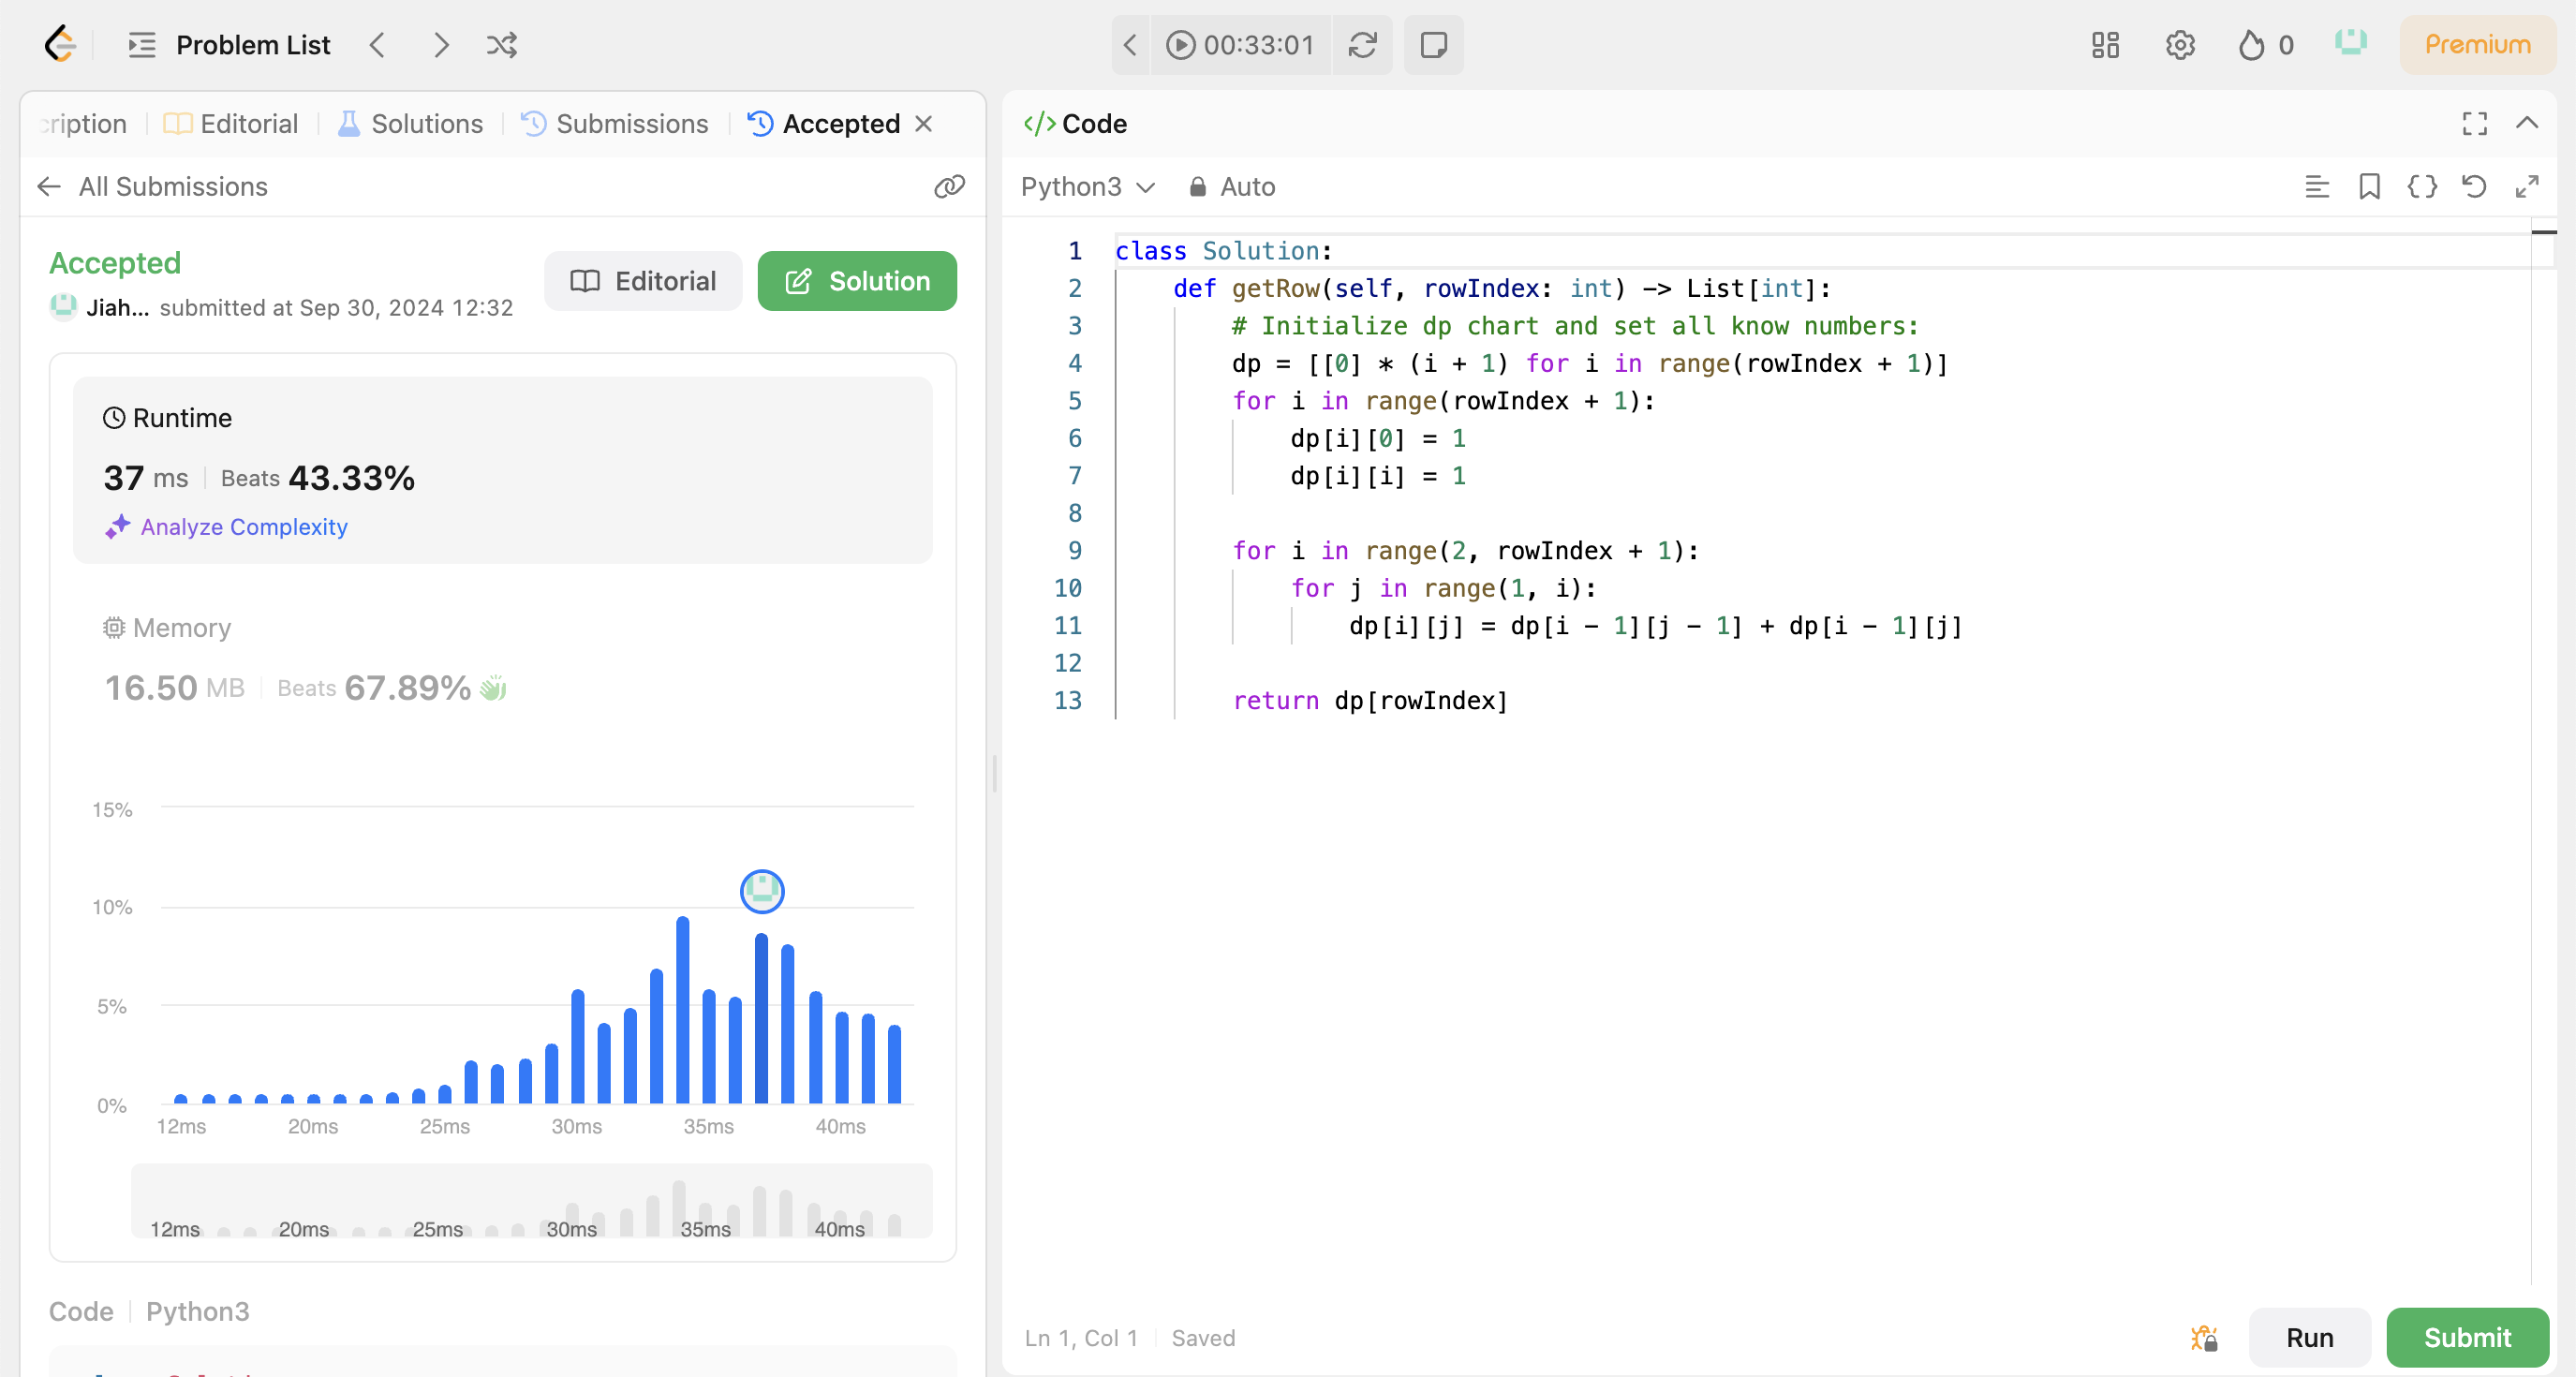 Problem List
00:33:01
0
Premium
cription
Editorial
Solutions
Submissions
Accepted
All Submissions
Accepted
Jiah... submitted at Sep 30, 2024 12:32
Editorial
Solution
Runtime
37 ms
Beats 43.33%
Analyze Complexity
Memory
16.50 MB
Beats 67.89%
15%
10%
5%
0%
12ms 20ms 25ms 30ms 35ms 40ms
12ms 20ms 25ms 30ms 35ms 40ms
Code
Python3
</> Code
Python3
Auto
1 class Solution:
2     def getRow(self, rowIndex: int) -> List[int]:
3         # Initialize dp chart and set all know numbers:
4         dp = [[0] * (i + 1) for i in range(rowIndex + 1)]
5         for i in range(rowIndex + 1):
6             dp[i][0] = 1
7             dp[i][i] = 1
8
9         for i in range(2, rowIndex + 1):
10             for j in range(1, i):
11                 dp[i][j] = dp[i - 1][j - 1] + dp[i - 1][j]
12
13         return dp[rowIndex]
Ln 1, Col 1
Saved
Run
Submit